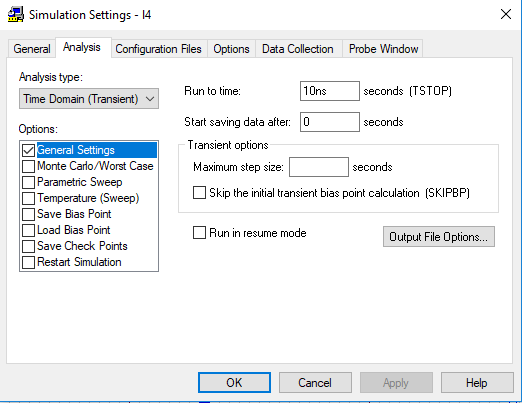 Simulation Settings - I4
General Analysis Configuration Files Options Data Collection Probe Window
Analysis type:
Time Domain (Transient)
Options:
General Settings
Monte Carlo/Worst Case
Parametric Sweep
Temperature (Sweep)
Save Bias Point
Load Bias Point
Save Check Points
Restart Simulation
Run to time: 10ns seconds (TSTOP)
Start saving data after: 0 seconds
Transient options
Maximum step size: seconds
Skip the initial transient bias point calculation (SKIPBP)
Run in resume mode
Output File Options...
OK Cancel Apply Help